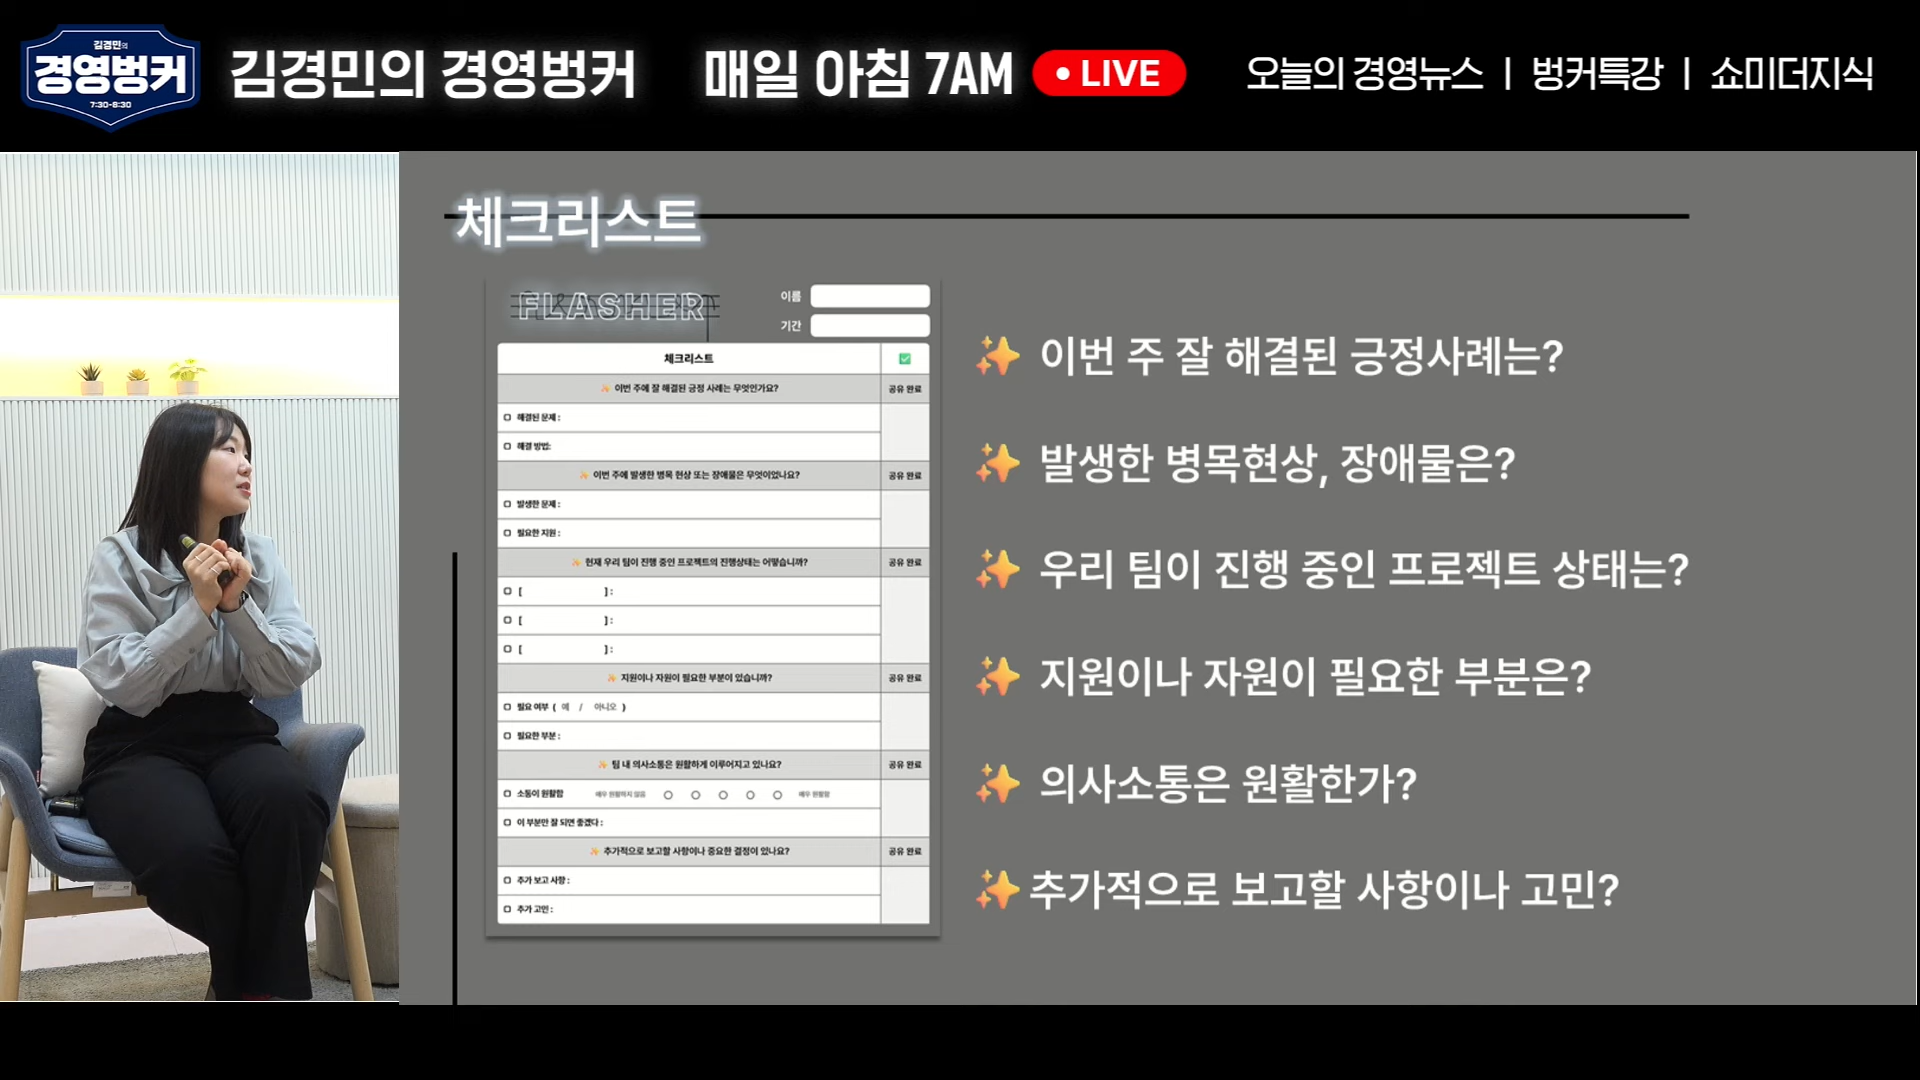 김경민의
경영벙커
7:30-8:30
김경민의 경영벙커 매일 아침 7AM • LIVE 오늘의 경영뉴스 | 벙커특강 | 쇼미더지식
체크리스트
FLASHER
이름
기간
체크리스트
이번 주에 잘 해결된 긍정 사례는 무엇인가요? 공유 완료
해결된 문제 :
해결 방법:
이번 주에 발생한 병목 현상 또는 장애물은 무엇이었나요? 공유 완료
발생한 문제 :
필요한 지원 :
현재 우리 팀이 진행 중인 프로젝트의 진행상태는 어떻습니까? 공유 완료
[ ] :
[ ] :
[ ] :
지원이나 자원이 필요한 부분이 있습니까? 공유 완료
필요 여부 ( 예 / 아니오 )
필요한 부분 :
팀 내 의사소통은 원활하게 이루어지고 있나요? 공유 완료
소통이 원활함 매우 원활하지 않음 매우 원활함
이 부분만 잘 되면 좋겠다 :
추가적으로 보고할 사항이나 중요한 결정이 있나요? 공유 완료
추가 보고 사항 :
추가 고민 :
✨ 이번 주 잘 해결된 긍정사례는?
✨ 발생한 병목현상, 장애물은?
✨ 우리 팀이 진행 중인 프로젝트 상태는?
✨ 지원이나 자원이 필요한 부분은?
✨ 의사소통은 원활한가?
✨ 추가적으로 보고할 사항이나 고민?